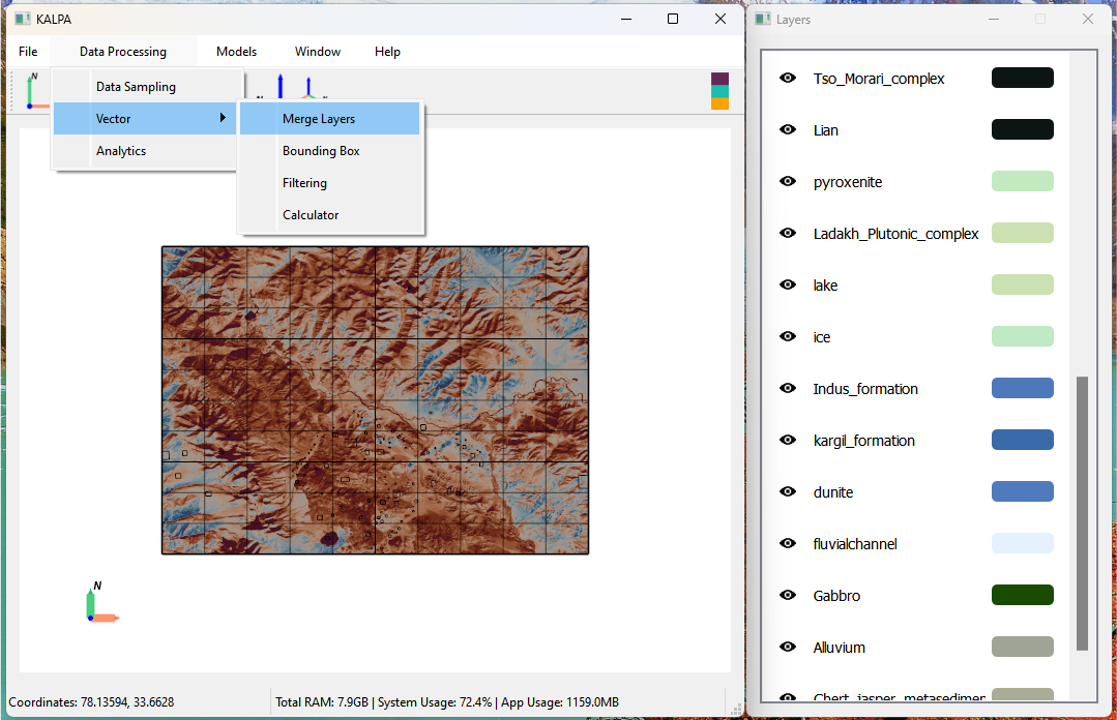 KALPA
File Data Processing Models Window Help
N
Data Sampling
Vector
Analytics
Merge Layers
Bounding Box
Filtering
Calculator
N
Coordinates: 78.13594, 33.6628
Total RAM: 7.9GB | System Usage: 72.4% | App Usage: 1159.0MB
Layers
Tso_Morari_complex
Lian
pyroxenite
Ladakh_Plutonic_complex
lake
ice
Indus_formation
kargil_formation
dunite
fluvialchannel
Gabbro
Alluvium
Chert_jasper_metasedimer